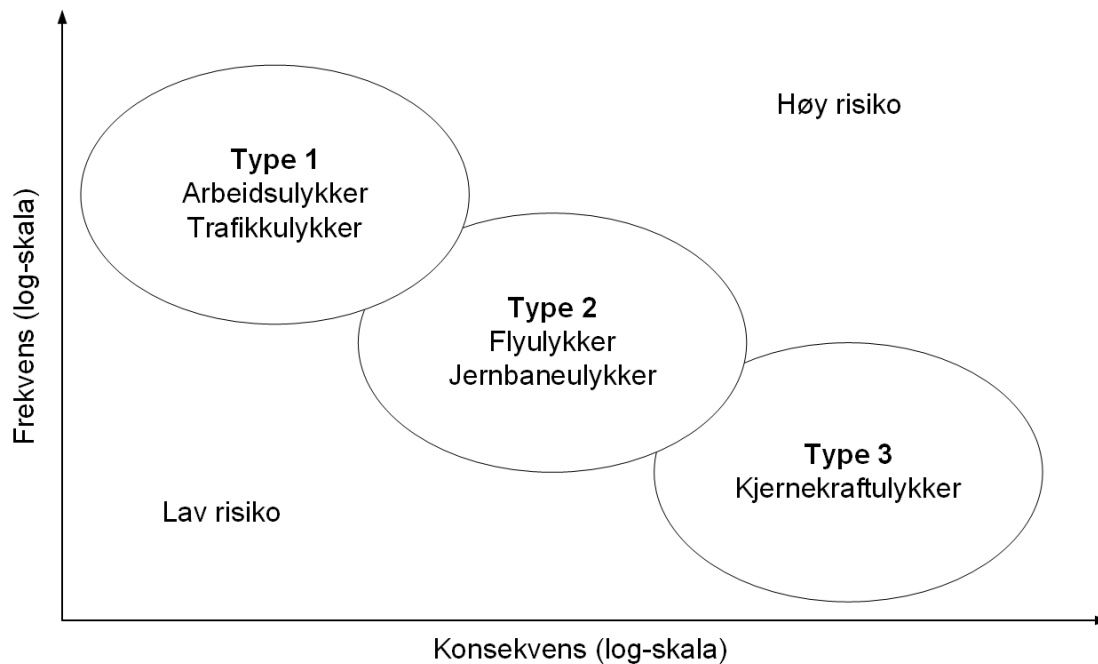 Høy risiko
Type 1
Arbeidsulykker
Trafikkulykker
Type 2
Flyulykker
Jernbaneulykker
Type 3
Kjernekraftulykker
Lav risiko
Frekvens (log-skala)
Konsekvens (log-skala)